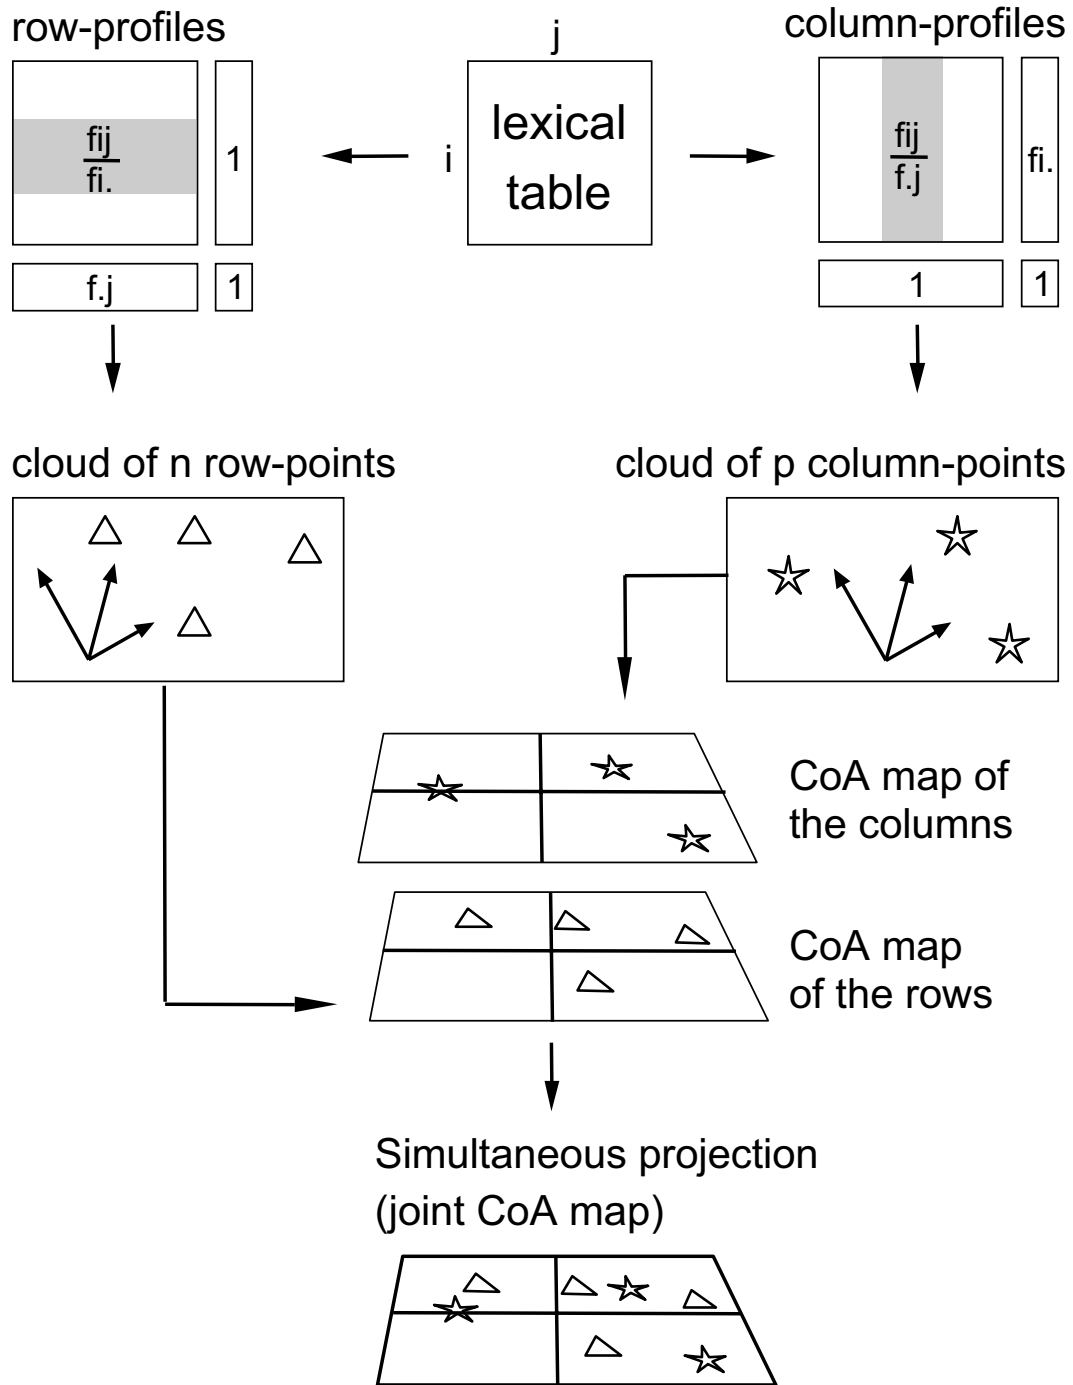 row-profiles
j
column-profiles
fij
fi.
1
f.j
1
i
lexical
table
fij
f.j
fi.
1
1
cloud of n row-points
cloud of p column-points
CoA map of
the columns
CoA map
of the rows
Simultaneous projection
(joint CoA map)